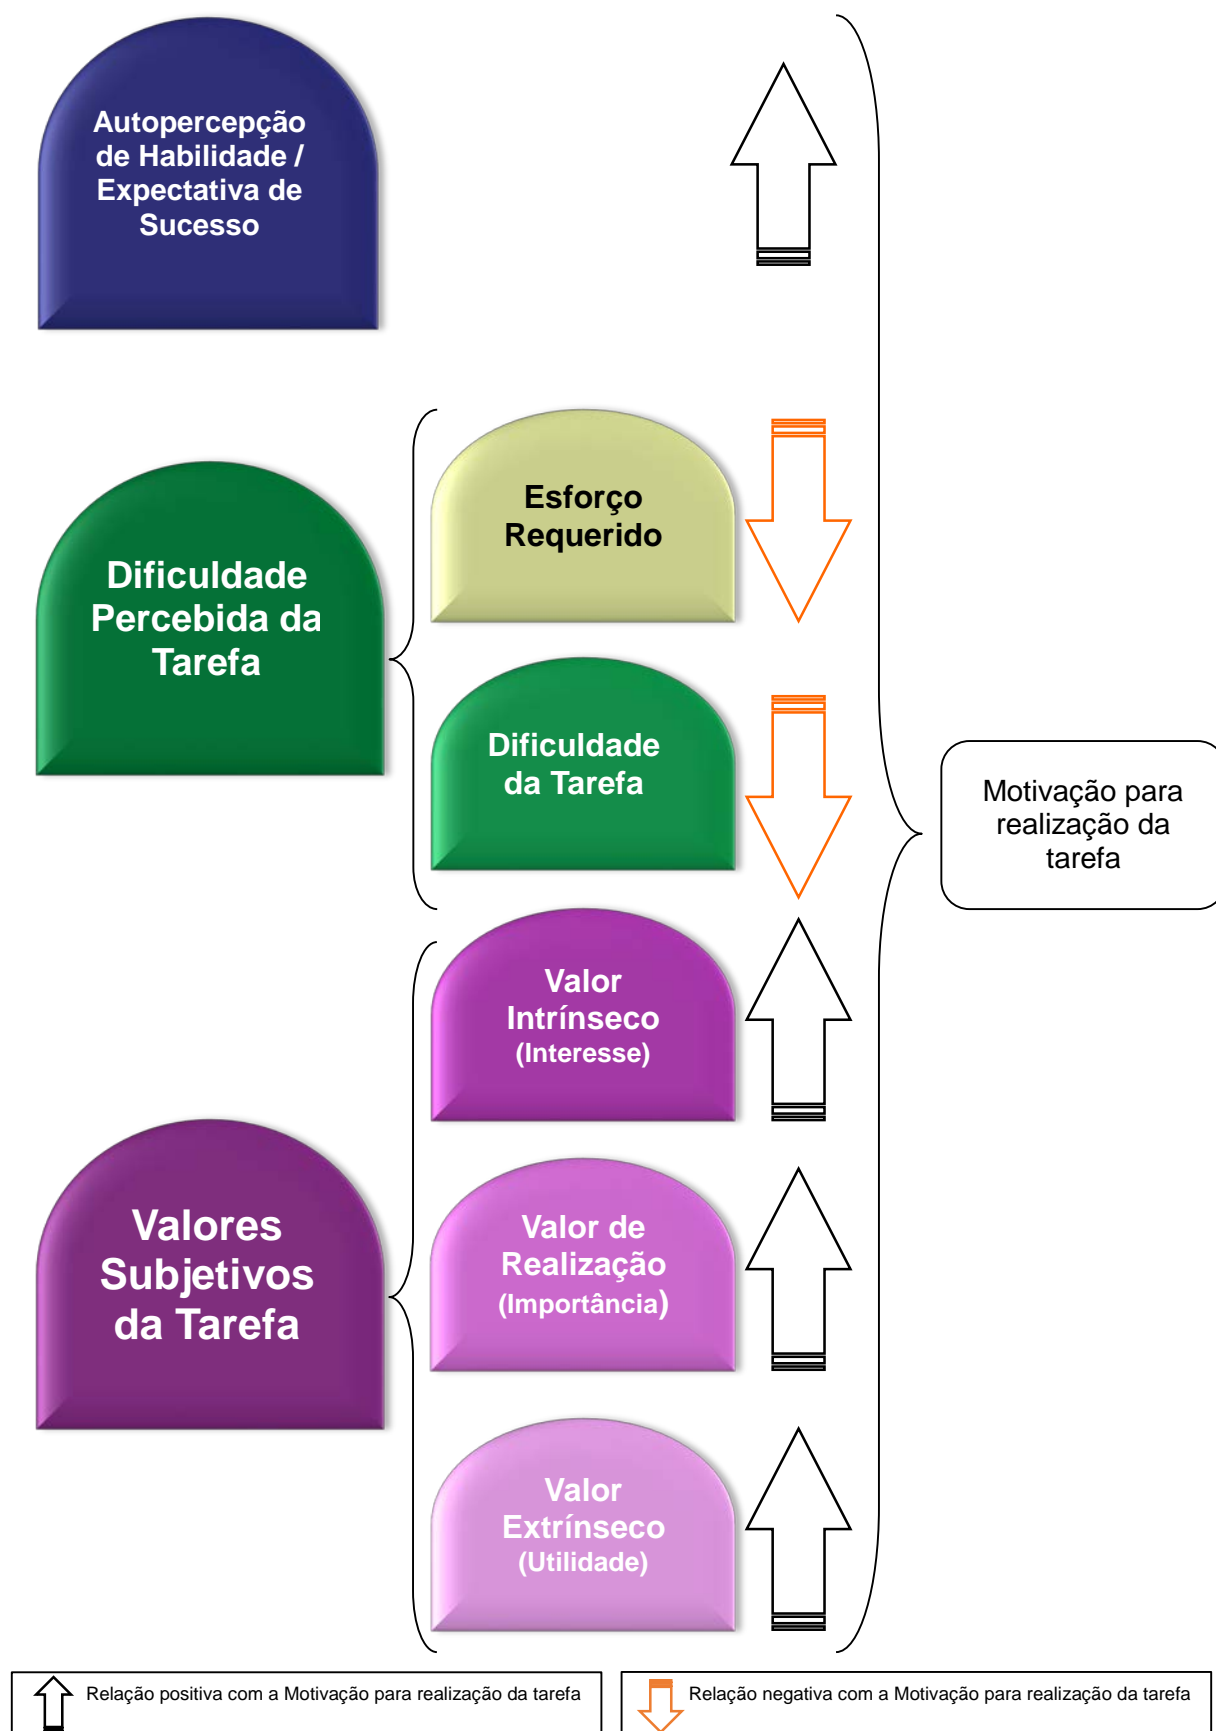 Autopercepção
de Habilidade /
Expectativa de
Sucesso
Dificuldade
Percebida da
Tarefa
Esforço
Requerido
Dificuldade
da Tarefa
Valores
Subjetivos
da Tarefa
Valor
Intrínseco
(Interesse)
Valor de
Realização
(Importância)
Valor
Extrínseco
(Utilidade)
Motivação para
realização da
tarefa
Relação positiva com a Motivação para realização da tarefa
Relação negativa com a Motivação para realização da tarefa